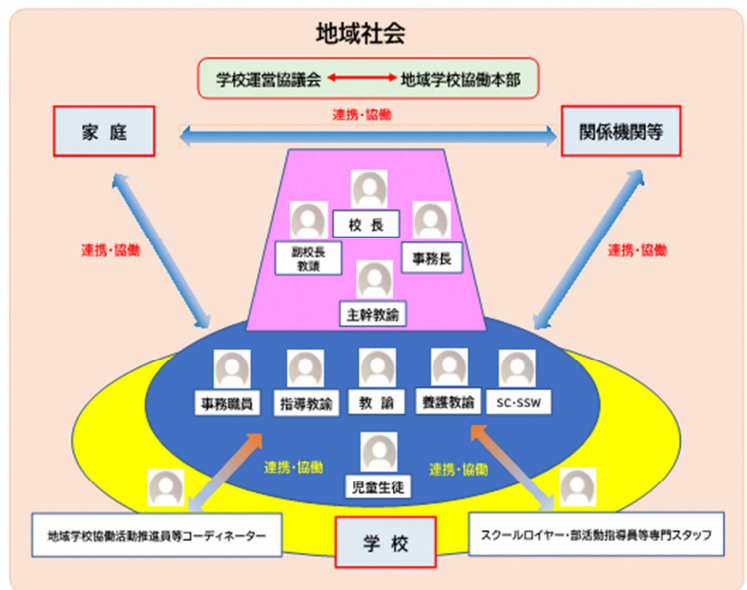 地域社会
学校運営協議会
地域学校協働本部
連携・協働
家 庭
関係機関等
校 長
副校長
教頭
事務長
連携・協働
連携・協働
主幹教諭
事務職員
指導教諭
教 諭
養護教諭
SC・SSW
連携・協働
連携・協働
児童生徒
地域学校協働活動推進員等コーディネーター
学 校
スクールロイヤー・部活動指導員等専門スタッフ